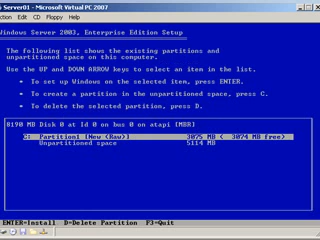 Server01 - Microsoft Virtual PC 2007
Edit CD Floppy Help
Windows Server 2003, Enterprise Edition Setup
The following list shows the existing partitions and
unpartitioned space on this computer.
Use the UP and DOWN ARROW keys to select an item in the list.
• To set up Windows on the selected item, press ENTER.
• To create a partition in the unpartitioned space, press C.
• To delete the selected partition, press D.
8190 MB Disk 0 at Id 0 on bus 0 on atapi [MBR]
C: Partition1 [New (Raw)] 3075 MB ( 3074 MB free)
Unpartitioned space 5114 MB
ENTER=Install D=Delete Partition F3=Quit